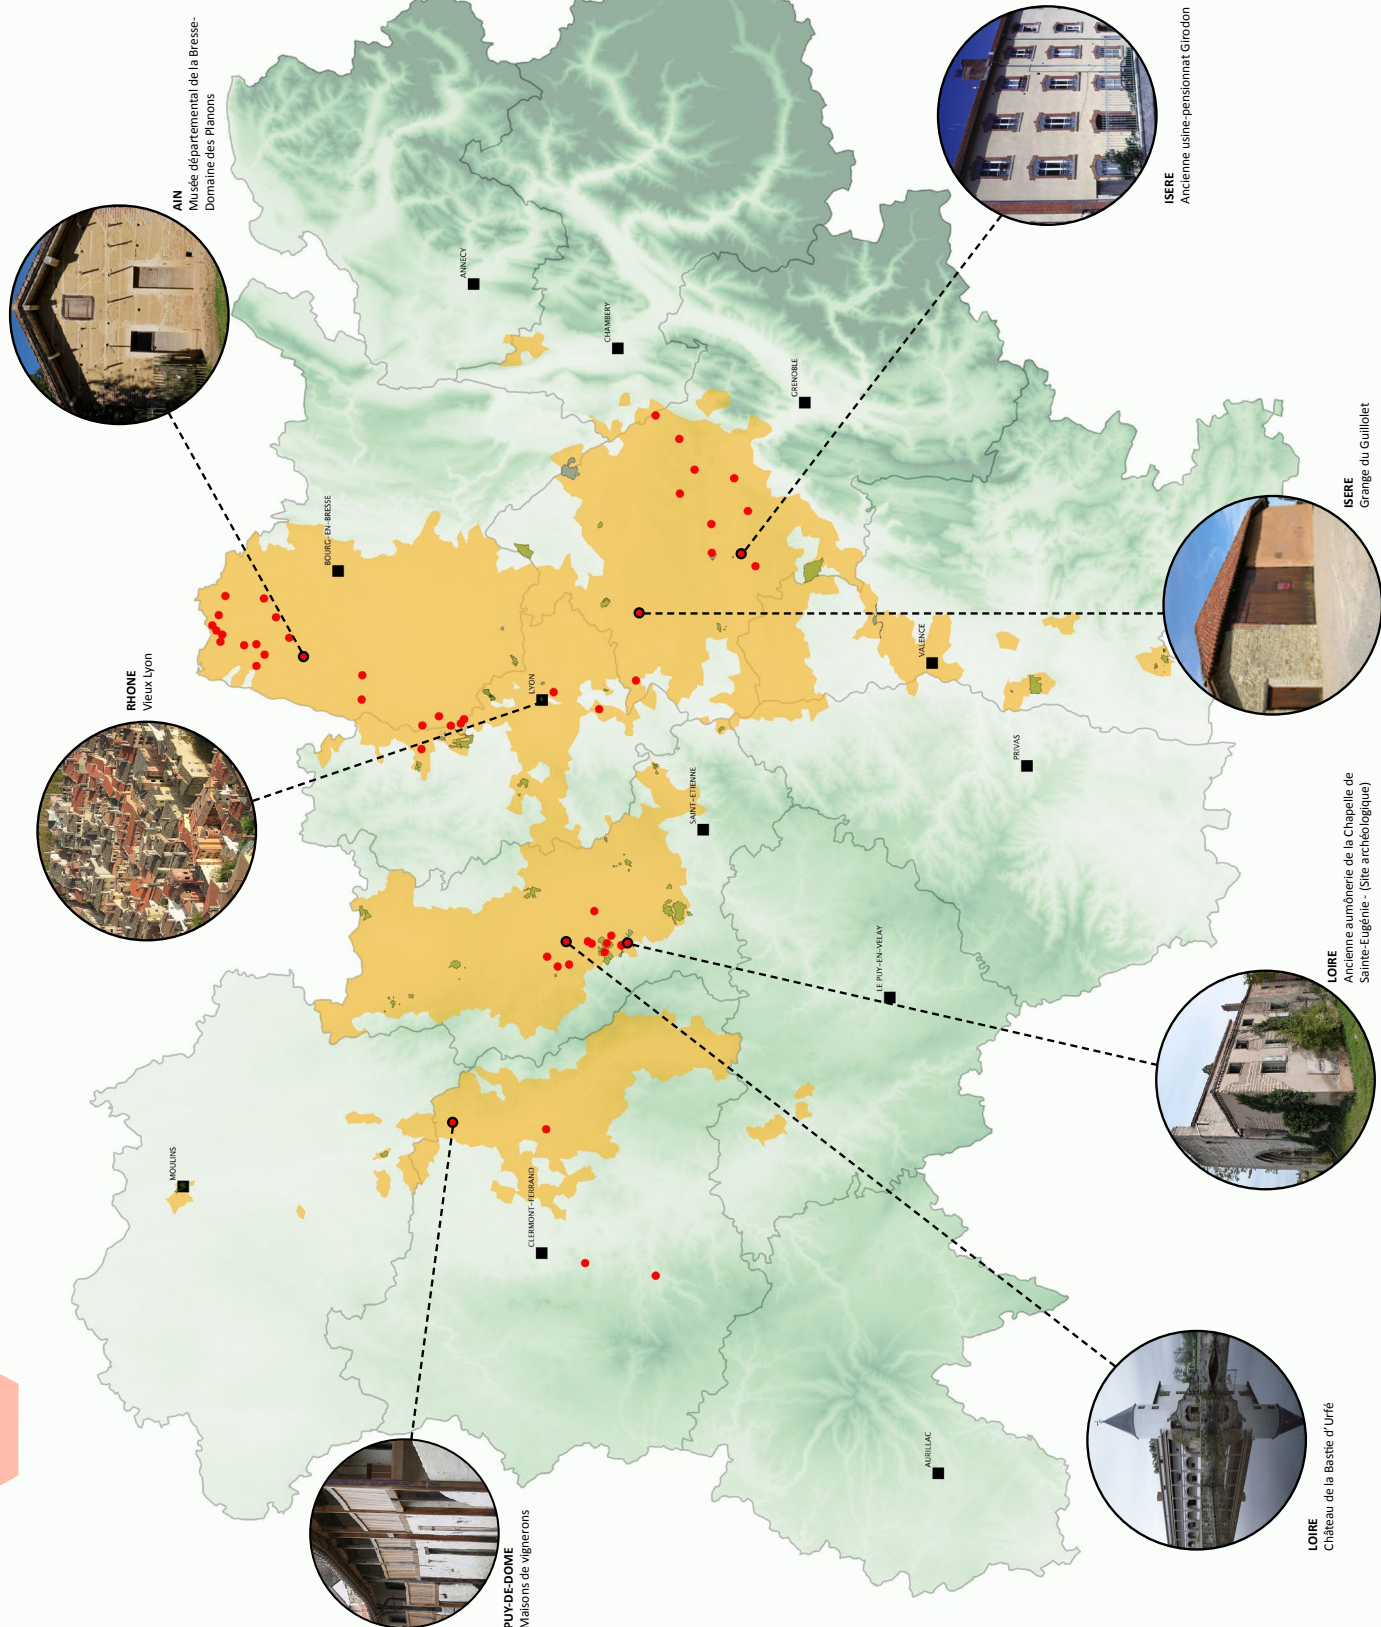 PUY-DE-DOME
Maisons de vignerons
RHONE
Vieux Lyon
AIN
Musée départemental de la Bresse-
Domaine des Planons
MOULINS
BOURG-EN-BRESSE
ANNECY
CLERMONT-FERRAND
LYON
CHAMBERY
SAINT-ETIENNE
GRENOBLE
AURILLAC
LE PUY-EN-VELAY
VALENCE
PRIVAS
LOIRE
Château de la Bastie d'Urfé
LOIRE
Ancienne aumônerie de la Chapelle de
Sainte-Eugénie - (Site archéologique)
ISERE
Grange du Guillolet
ISERE
Ancienne usine-pensionnat Girodon